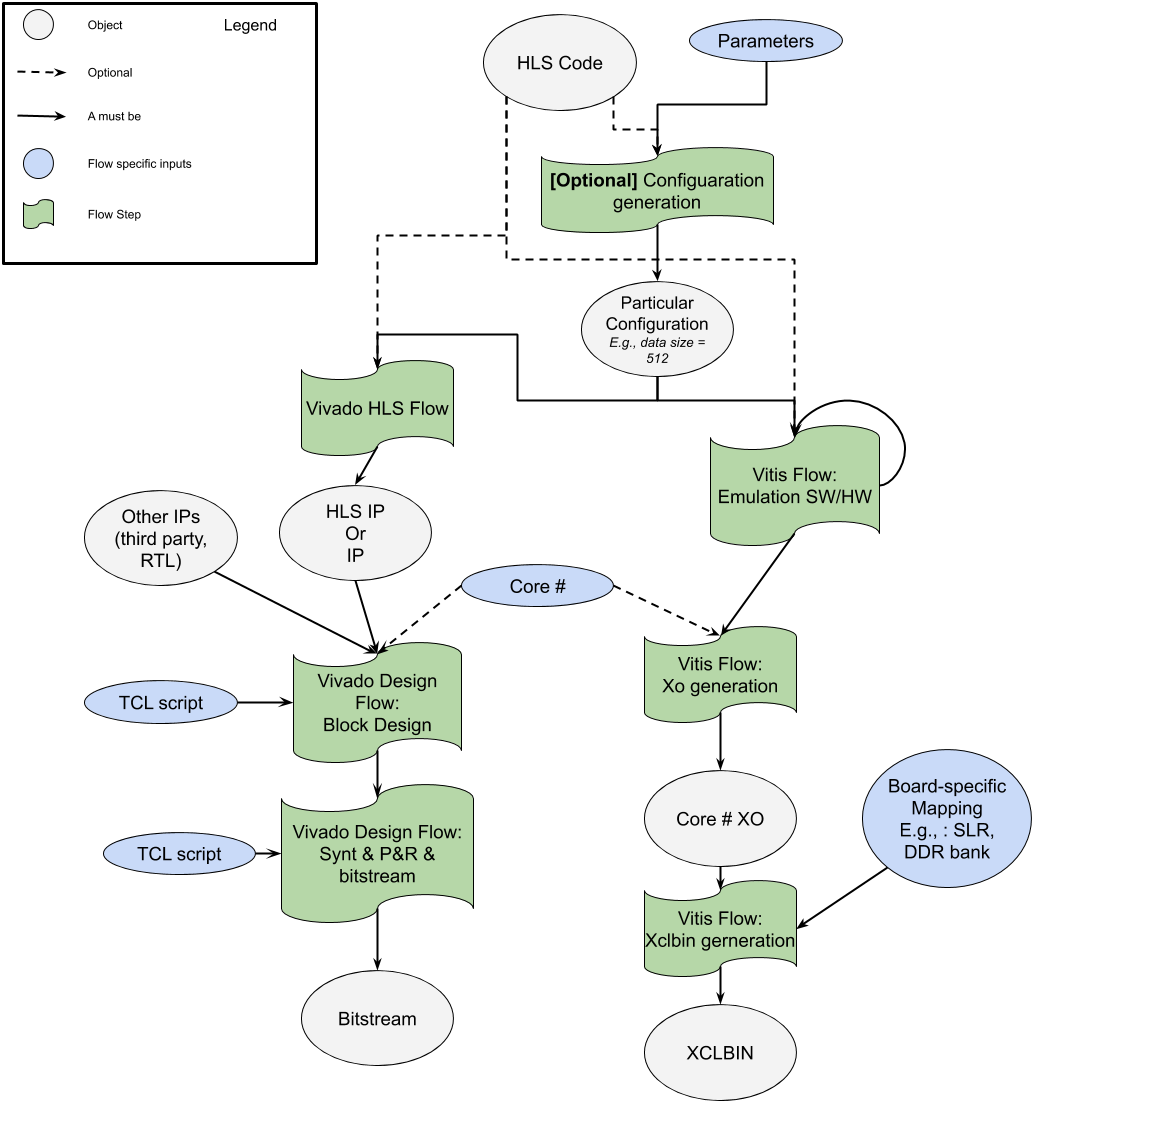 Object
Legend
Optional
A must be
Flow specific inputs
Flow Step
HLS Code
Parameters
[Optional] Configuaration
generation
Particular
Configuration
E.g., data size =
512
Vivado HLS Flow
Vitis Flow:
Emulation SW/HW
Other IPs
(third party,
RTL)
HLS IP
Or
IP
Core #
Vivado Design
Flow:
Block Design
Vitis Flow:
Xo generation
TCL script
Core # XO
Board-specific
Mapping
E.g., : SLR,
DDR bank
Vivado Design Flow:
Synt & P&R &
bitstream
TCL script
Vitis Flow:
Xclbin gerneration
Bitstream
XCLBIN